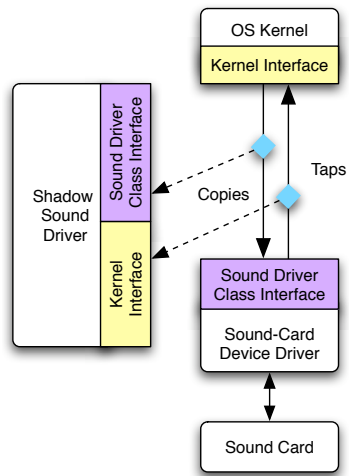 OS Kernel
Kernel Interface
Sound Driver
Class Interface
Shadow
Sound
Driver
Kernel
Interface
Copies
Taps
Sound Driver
Class Interface
Sound-Card
Device Driver
Sound Card